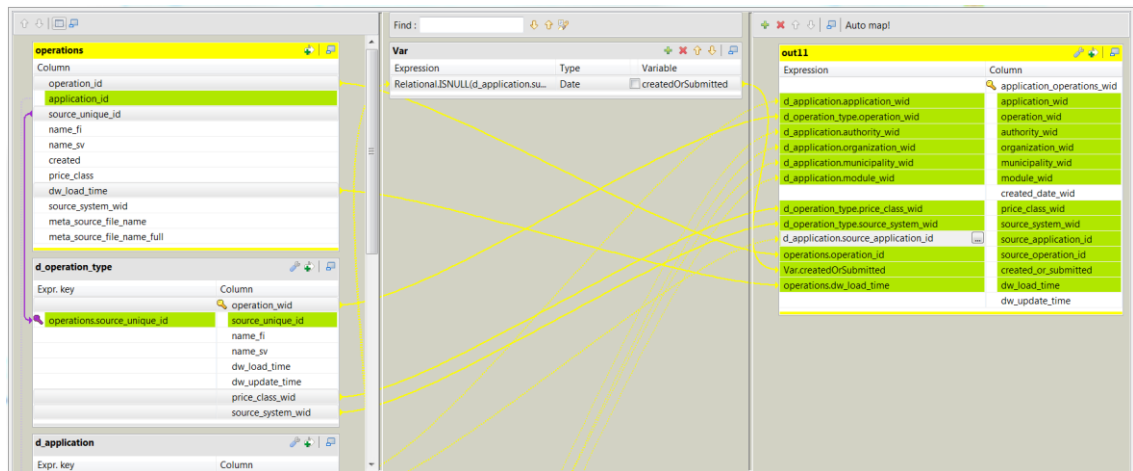 operations
Column
operation_id
application_id
source_unique_id
name_fi
name_sv
created
price_class
dw_load_time
source_system_wid
meta_source_file_name
meta_source_file_name_full
d_operation_type
Expr. key Column
operation_wid
operations.source_unique_id source_unique_id
name_fi
name_sv
dw_load_time
dw_update_time
price_class_wid
source_system_wid
d_application
Expr. key Column
Find :
Var
Expression Type Variable
Relational.ISNULL(d_application.su... Date createdOrSubmitted
Auto map!
out11
Expression Column
application_operations_wid
d_application.application_wid application_wid
d_operation_type.operation_wid operation_wid
d_application.authority_wid authority_wid
d_application.organization_wid organization_wid
d_application.municipality_wid municipality_wid
d_application.module_wid module_wid
created_date_wid
d_operation_type.price_class_wid price_class_wid
d_operation_type.source_system_wid source_system_wid
d_application.source_application_id ... source_application_id
operations.operation_id source_operation_id
Var.createdOrSubmitted created_or_submitted
operations.dw_load_time dw_load_time
dw_update_time